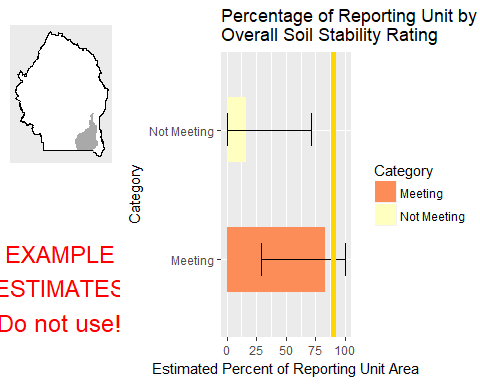 Percentage of Reporting Unit by
Overall Soil Stability Rating
Category
Not Meeting
Meeting
0 25 50 75 100
Estimated Percent of Reporting Unit Area
Category
Meeting
Not Meeting
EXAMPLE
ESTIMATES
Do not use!